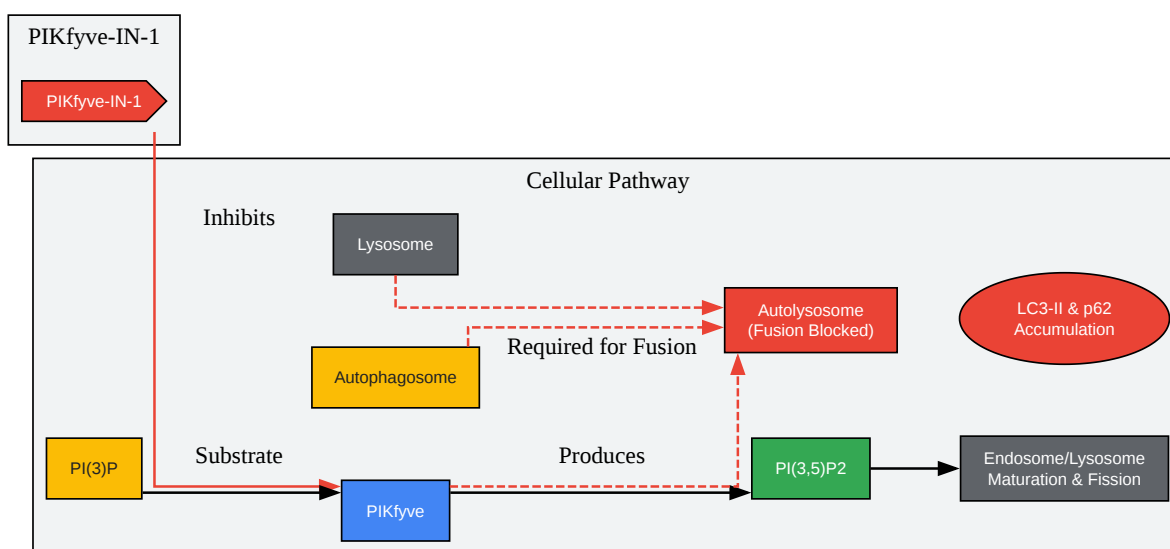 PIKfyve-IN-1
PIKfyve-IN-1
Cellular Pathway
Inhibits
Lysosome
Autolysosome
(Fusion Blocked)
LC3-II & p62
Accumulation
Required for Fusion
Autophagosome
PI(3)P
Substrate
PIKfyve
Produces
PI(3,5)P2
Endosome/Lysosome
Maturation & Fission